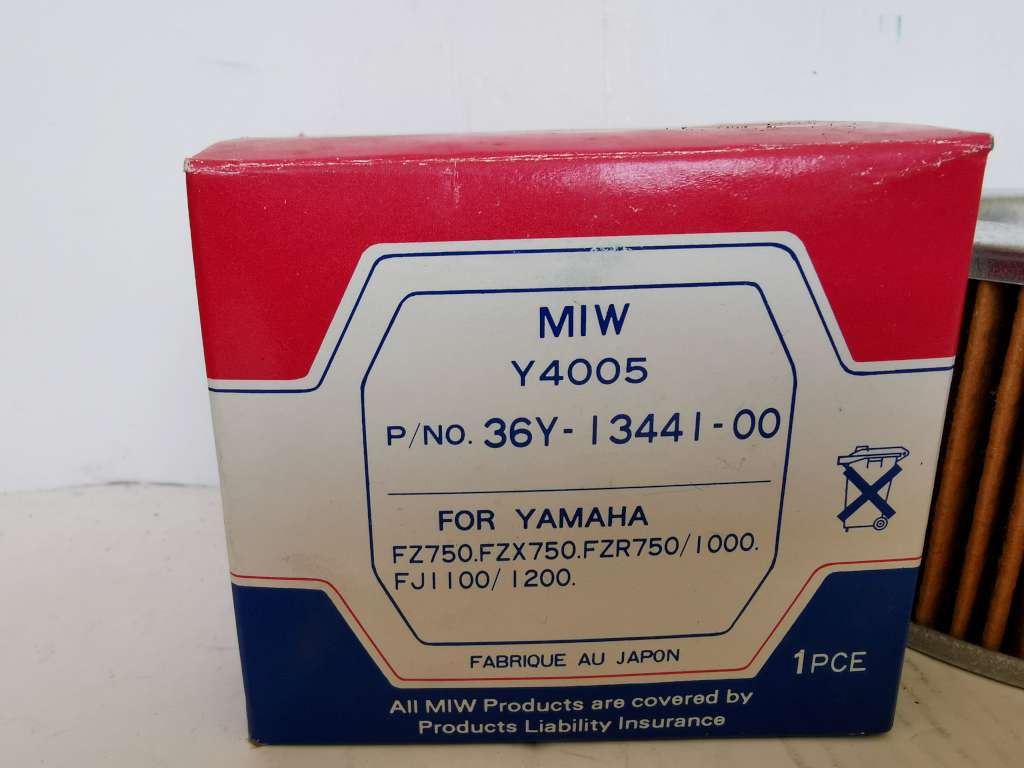 MIW
Y4005
P/NO. 36Y-13441-00
FOR YAMAHA
FZ750.FZX750.FZR750/1000.
FJ1100/1200.
FABRIQUE AU JAPON
1PCE
All MIW Products are covered by
Products Liability Insurance